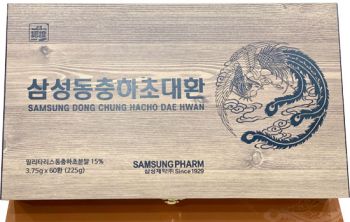 삼성동충하초대환
SAMSUNG DONG CHUNG HACHO DAE HWAN
밀리타리스동충하초분말 15%
3.75g x 60환 (225g)
SAMSUNG PHARM
삼성제약㈜ Since 1929